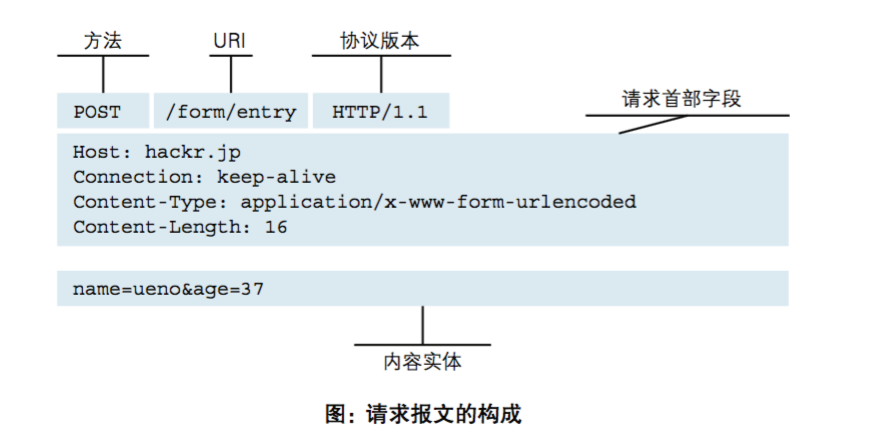 方法 URI 协议版本
POST /form/entry HTTP/1.1
请求首部字段
Host: hackr.jp
Connection: keep-alive
Content-Type: application/x-www-form-urlencoded
Content-Length: 16
name=ueno&age=37
内容实体
图：请求报文的构成